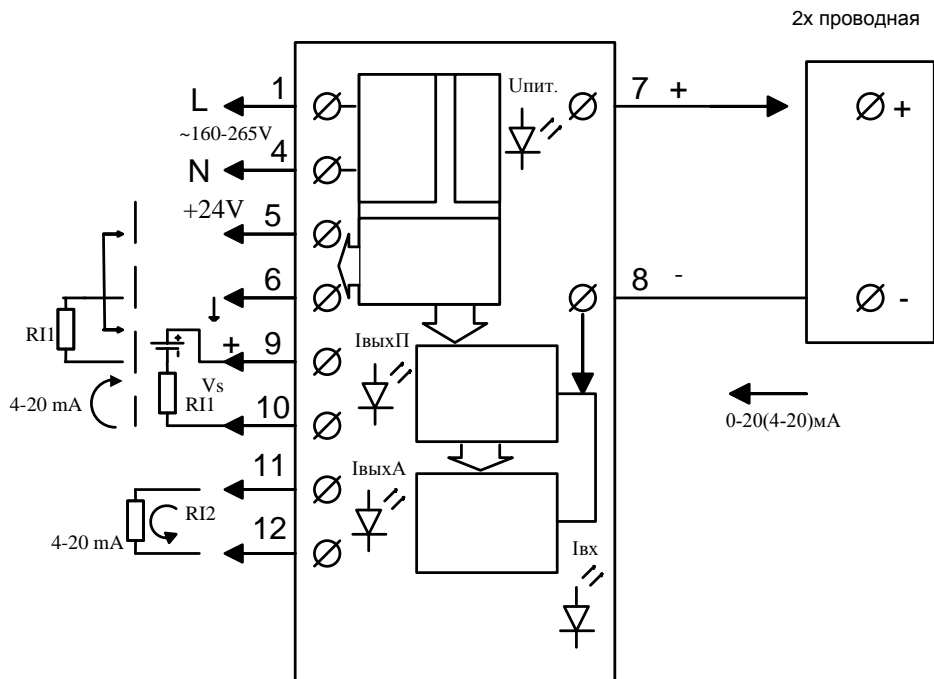 2х проводная
L
1
~160-265V
N
4
+24V
5
6
RI1
4-20 mA
Vs
RI1
+
9
10
11
RI2
4-20 mA
12
Uпит.
IвыхП
IвыхА
Iвх
7 +
8 -
+
-
0-20(4-20)мА